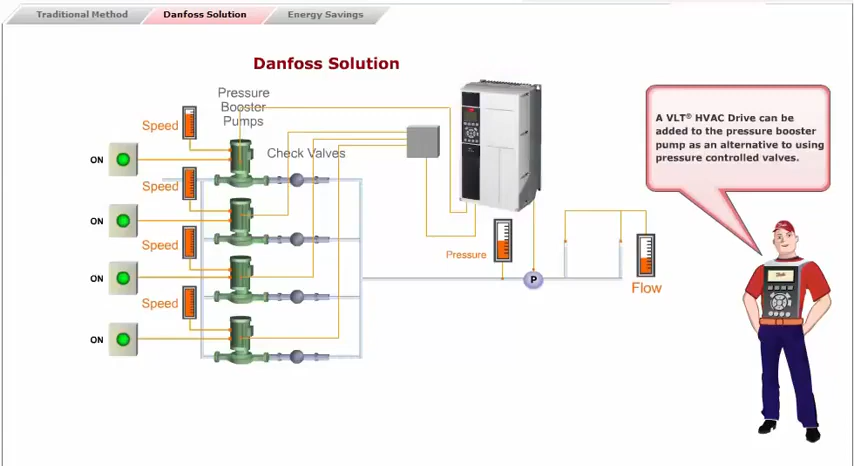 Traditional Method
Danfoss Solution
Energy Savings
Danfoss Solution
Pressure
Booster
Pumps
Speed
ON
Check Valves
Speed
ON
Speed
ON
Speed
ON
Pressure
P
Flow
A VLT® HVAC Drive can be
added to the pressure booster
pump as an alternative to using
pressure controlled valves.